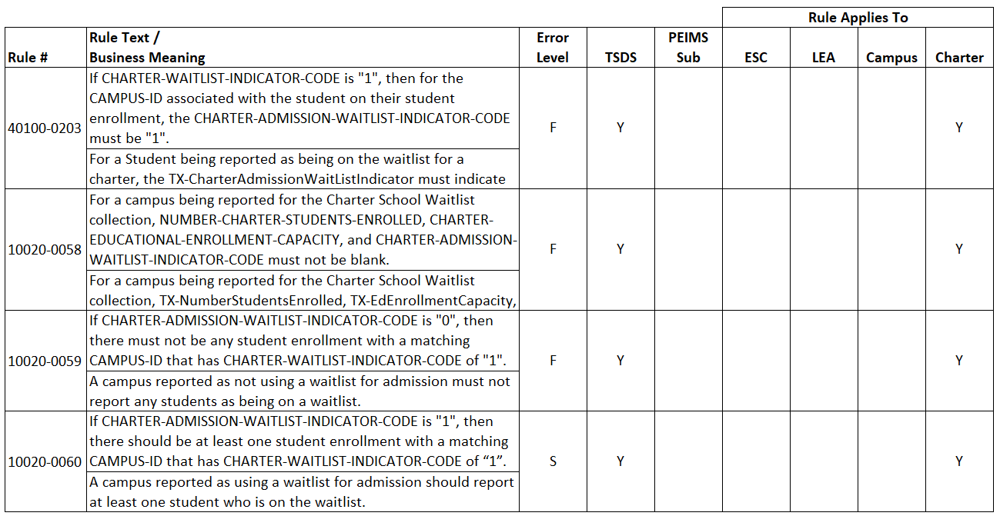 Rule Applies To
Rule #
Rule Text /
Business Meaning
Error
Level
TSDS
PEIMS
Sub
ESC
LEA
Campus
Charter
40100-0203
If CHARTER-WAITLIST-INDICATOR-CODE is "1", then for the
CAMPUS-ID associated with the student on their student
enrollment, the CHARTER-ADMISSION-WAITLIST-INDICATOR-CODE
must be "1".
For a Student being reported as being on the waitlist for a
charter, the TX-CharterAdmissionWaitListIndicator must indicate
F
Y
Y
10020-0058
For a campus being reported for the Charter School Waitlist
collection, NUMBER-CHARTER-STUDENTS-ENROLLED, CHARTER-
EDUCATIONAL-ENROLLMENT-CAPACITY, and CHARTER-ADMISSION-
WAITLIST-INDICATOR-CODE must not be blank.
For a campus being reported for the Charter School Waitlist
collection, TX-NumberStudentsEnrolled, TX-EdEnrollmentCapacity,
F
Y
Y
10020-0059
If CHARTER-ADMISSION-WAITLIST-INDICATOR-CODE is "0", then
there must not be any student enrollment with a matching
CAMPUS-ID that has CHARTER-WAITLIST-INDICATOR-CODE of "1".
A campus reported as not using a waitlist for admission must not
report any students as being on a waitlist.
F
Y
Y
10020-0060
If CHARTER-ADMISSION-WAITLIST-INDICATOR-CODE is "1", then
there should be at least one student enrollment with a matching
CAMPUS-ID that has CHARTER-WAITLIST-INDICATOR-CODE of “1”.
A campus reported as using a waitlist for admission should report
at least one student who is on the waitlist.
S
Y
Y